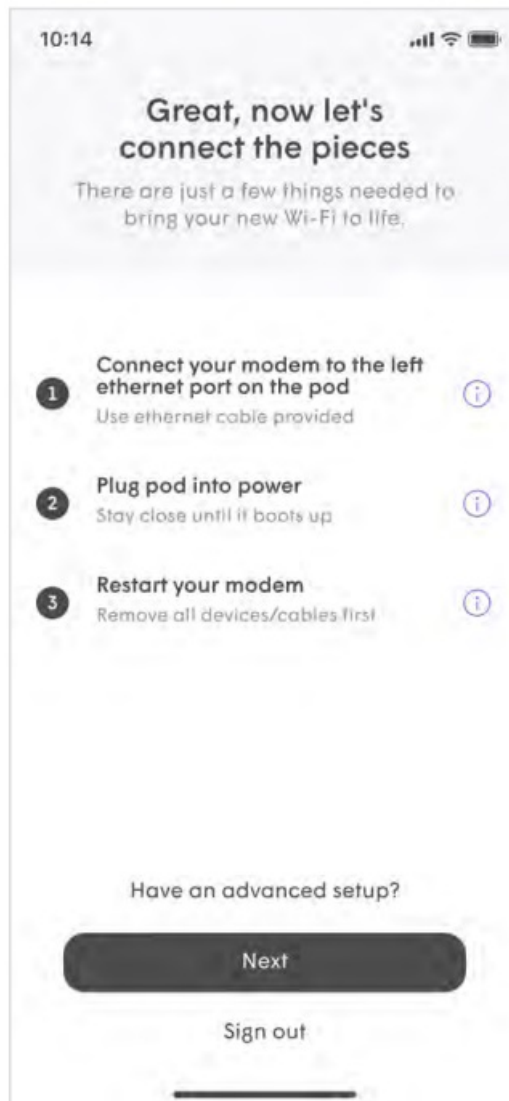 10:14
Great, now let's
connect the pieces
There are just a few things needed to
bring your new Wi-Fi to life.
1
Connect your modem to the left
ethernet port on the pod
Use ethernet cable provided
2
Plug pod into power
Stay close until it boots up
3
Restart your modem
Remove all devices/cables first
Have an advanced setup?
Next
Sign out